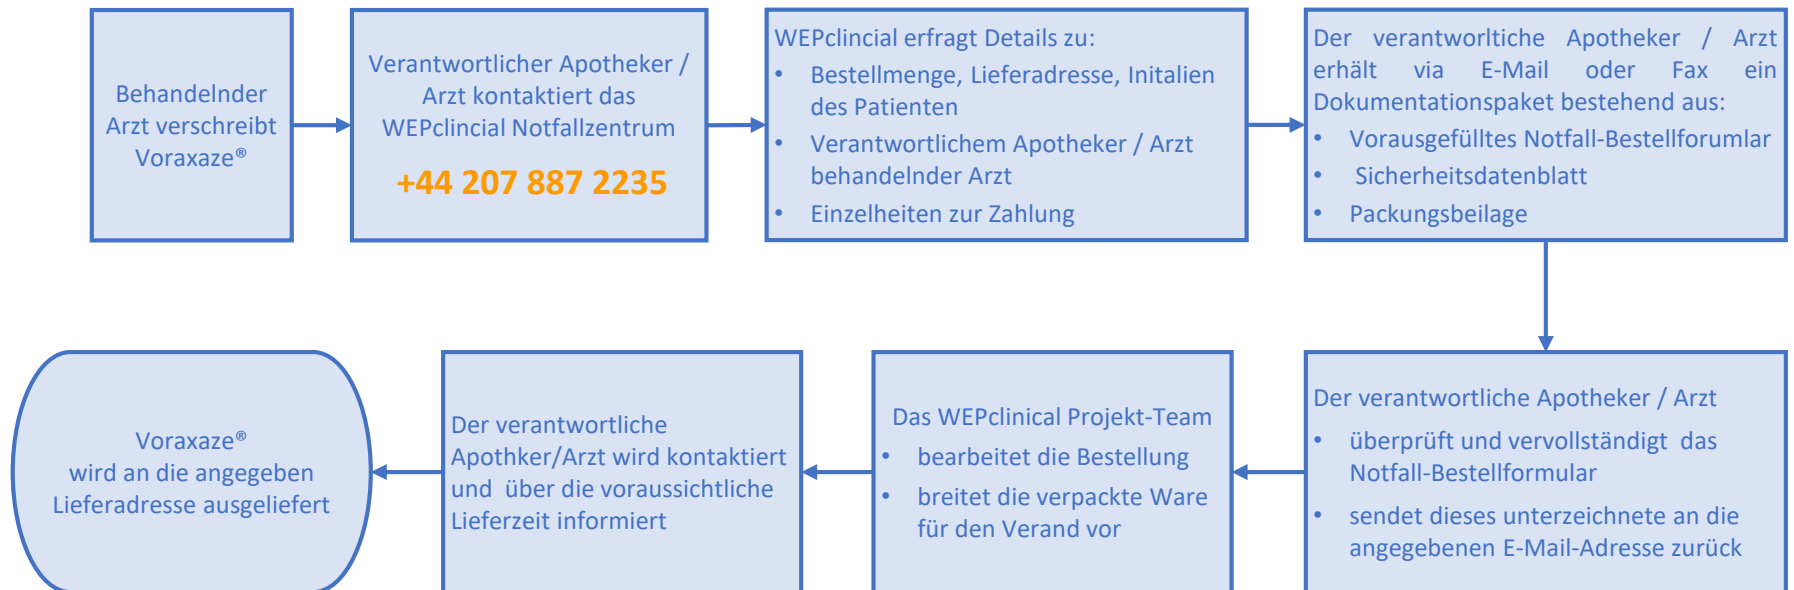 Behandelnder
Arzt verschreibt
Voraxaze®
Verantwortlicher Apotheker /
Arzt kontaktiert das
WEPclincial Notfallzentrum
+44 207 887 2235
WEPclincial erfragt Details zu:
• Bestellmenge, Lieferadresse, Initalien
des Patienten
• Verantwortlichem Apotheker / Arzt
behandelnder Arzt
• Einzelheiten zur Zahlung
Der verantworltiche Apotheker / Arzt
erhält via E-Mail oder Fax ein
Dokumentationspaket bestehend aus:
• Vorausgefülltes Notfall-Bestellforumlar
• Sicherheitsdatenblatt
• Packungsbeilage
Der verantwortliche Apotheker / Arzt
• überprüft und vervollständigt das
Notfall-Bestellformular
• sendet dieses unterzeichnete an die
angegebenen E-Mail-Adresse zurück
Das WEPclinical Projekt-Team
• bearbeitet die Bestellung
• breitet die verpackte Ware
für den Verand vor
Der verantwortliche
Apothker/Arzt wird kontaktiert
und über die voraussichtliche
Lieferzeit informiert
Voraxaze®
wird an die angegeben
Lieferadresse ausgeliefert